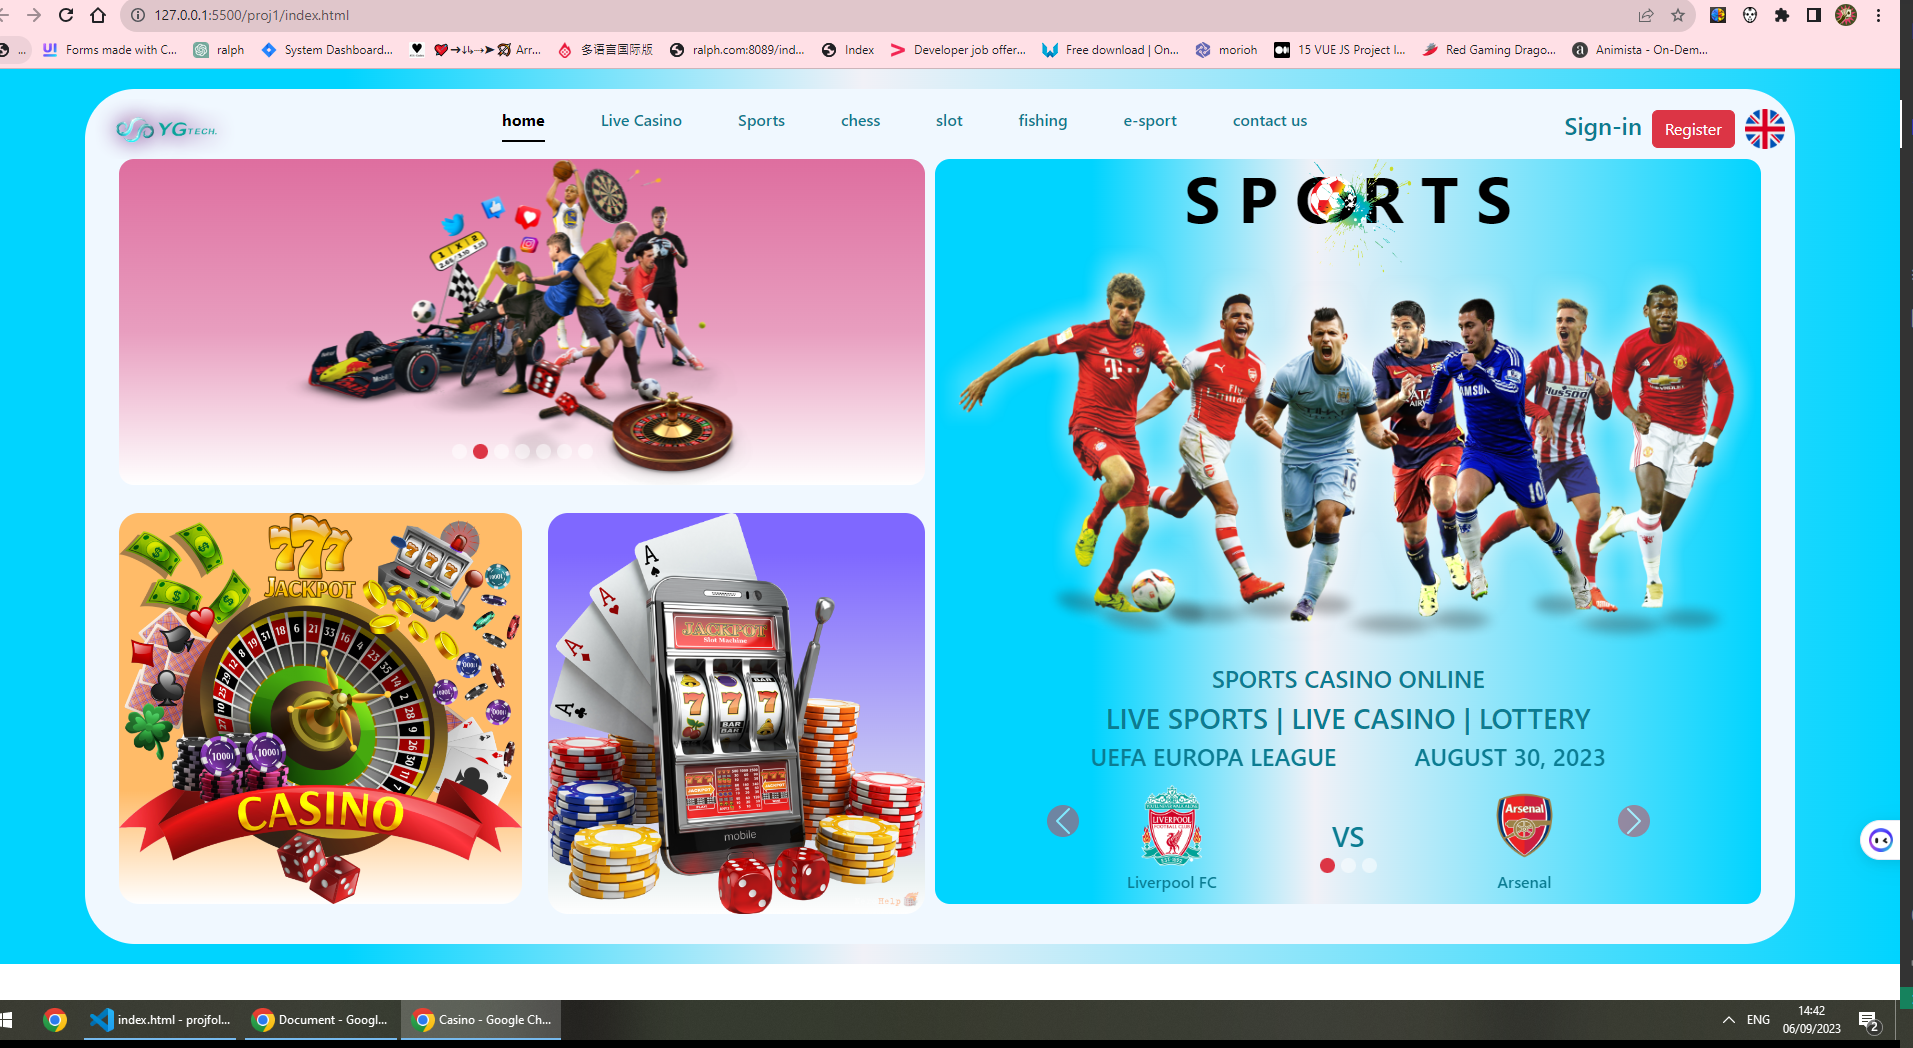 127.0.0.1:5500/proj1/index.html
... Forms made with C... ralph System Dashboard... Arr... 多语言国际版 ralph.com:8089/ind... Index Developer job offer... Free download | On... morioh 15 VUE JS Project I... Red Gaming Drago... Animista - On-Dem...
YGTECH. home Live Casino Sports chess slot fishing e-sport contact us Sign-in Register
SPORTS
777
JACKPOT
CASINO
JACKPOT
Slot Machine
777
BAR
mobile
Help
SPORTS CASINO ONLINE
LIVE SPORTS | LIVE CASINO | LOTTERY
UEFA EUROPA LEAGUE AUGUST 30, 2023
VS
Liverpool FC Arsenal
index.html - projfol... Document - Googl... Casino - Google Ch... ENG 14:42
06/09/2023
2